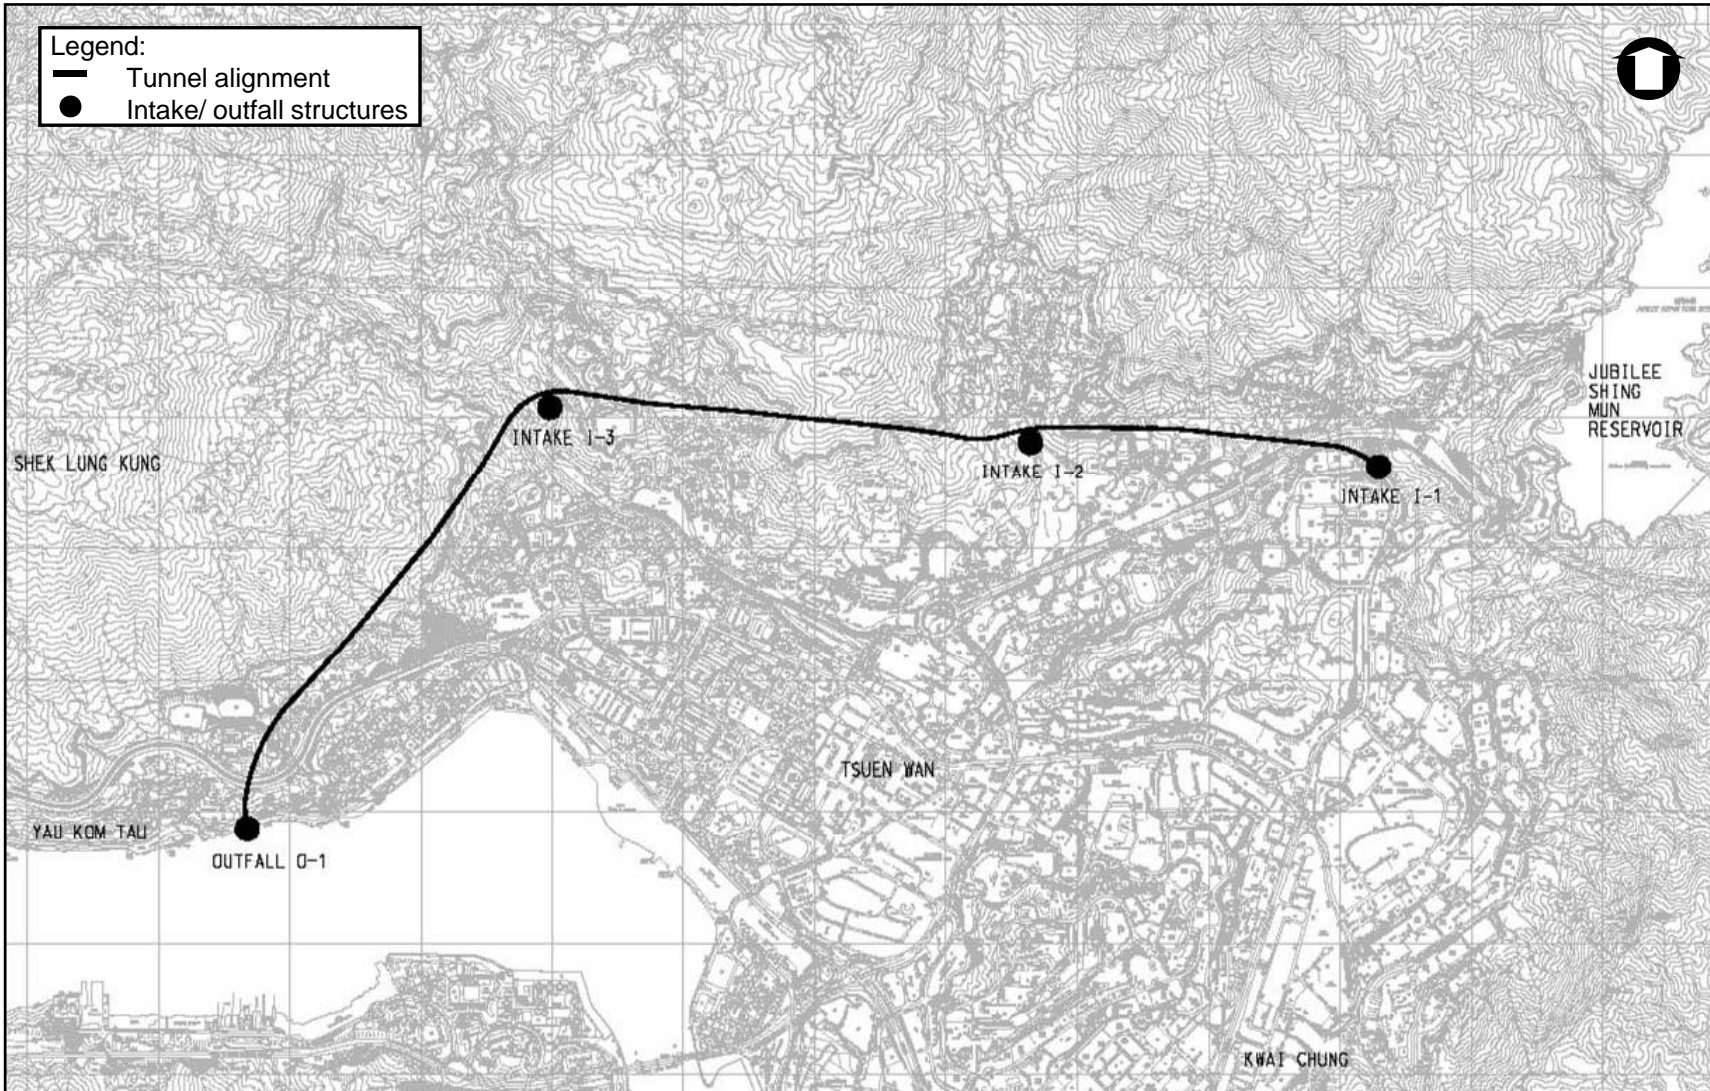 Legend:
Tunnel alignment
Intake/ outfall structures
JUBILEE
SHING
MUN
RESERVOIR
INTAKE I-3
SHEK LUNG KUNG
INTAKE I-2
INTAKE I-1
TSUEN WAN
YAU KOM TAU
OUTFALL O-1
KWAI CHUNG